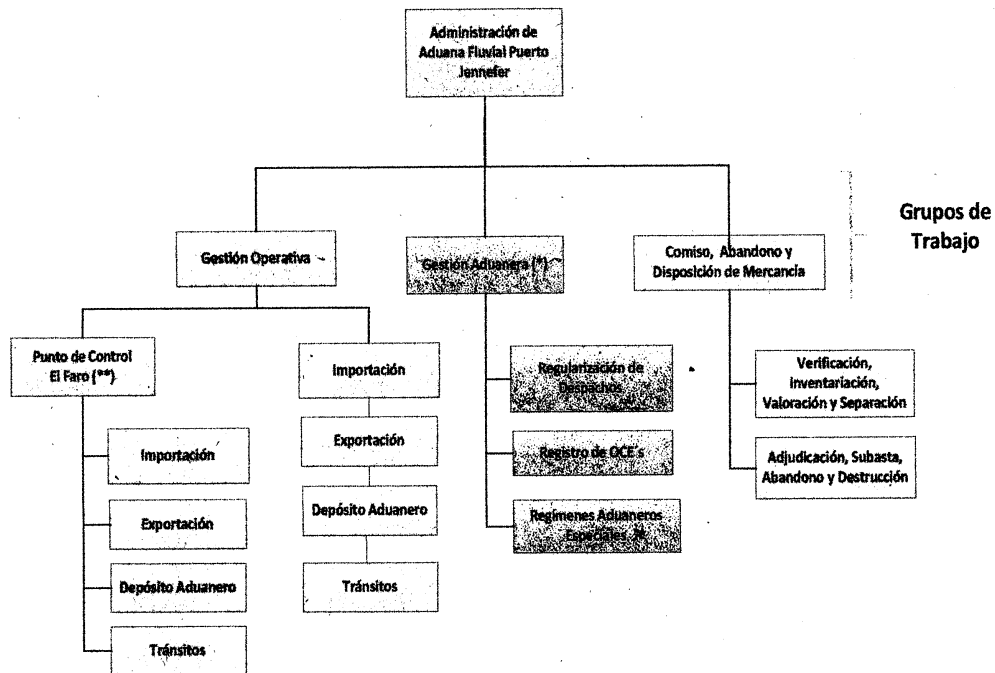 Administración de
Aduana Fluvial Puerto
Jennefer
Grupos de
Trabajo
Gestión Operativa
Gestión Aduanera (*)
Comiso, Abandono y
Disposición de Mercancía
Punto de Control
El Faro (**)
Importación
Exportación
Depósito Aduanero
Tránsitos
Importación
Exportación
Depósito Aduanero
Tránsitos
Regularización de
Despachos
Registro de OCE´s
Regímenes Aduaneros
Especiales
Verificación,
Inventariación,
Valoración y Separación
Adjudicación, Subasta,
Abandono y Destrucción